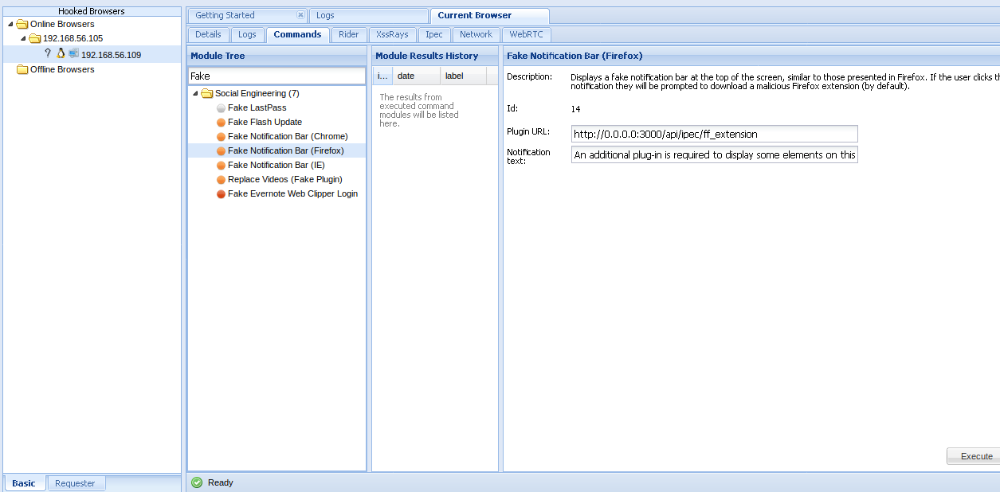 Hooked Browsers
Online Browsers
192.168.56.105
? 192.168.56.109
Offline Browsers
Basic
Requester
Getting Started
Logs
Current Browser
Details
Logs
Commands
Rider
XssRays
Ipec
Network
WebRTC
Module Tree
Fake
Social Engineering (7)
Fake LastPass
Fake Flash Update
Fake Notification Bar (Chrome)
Fake Notification Bar (Firefox)
Fake Notification Bar (IE)
Replace Videos (Fake Plugin)
Fake Evernote Web Clipper Login
Module Results History
i...
date
label
The results from
executed command
modules will be listed
here.
Fake Notification Bar (Firefox)
Description:
Displays a fake notification bar at the top of the screen, similar to those presented in Firefox. If the user clicks
notification they will be prompted to download a malicious Firefox extension (by default).
Id:
14
Plugin URL:
http://0.0.0.0:3000/api/ipec/ff_extension
Notification
text:
An additional plug-in is required to display some elements on this
Execute
Ready